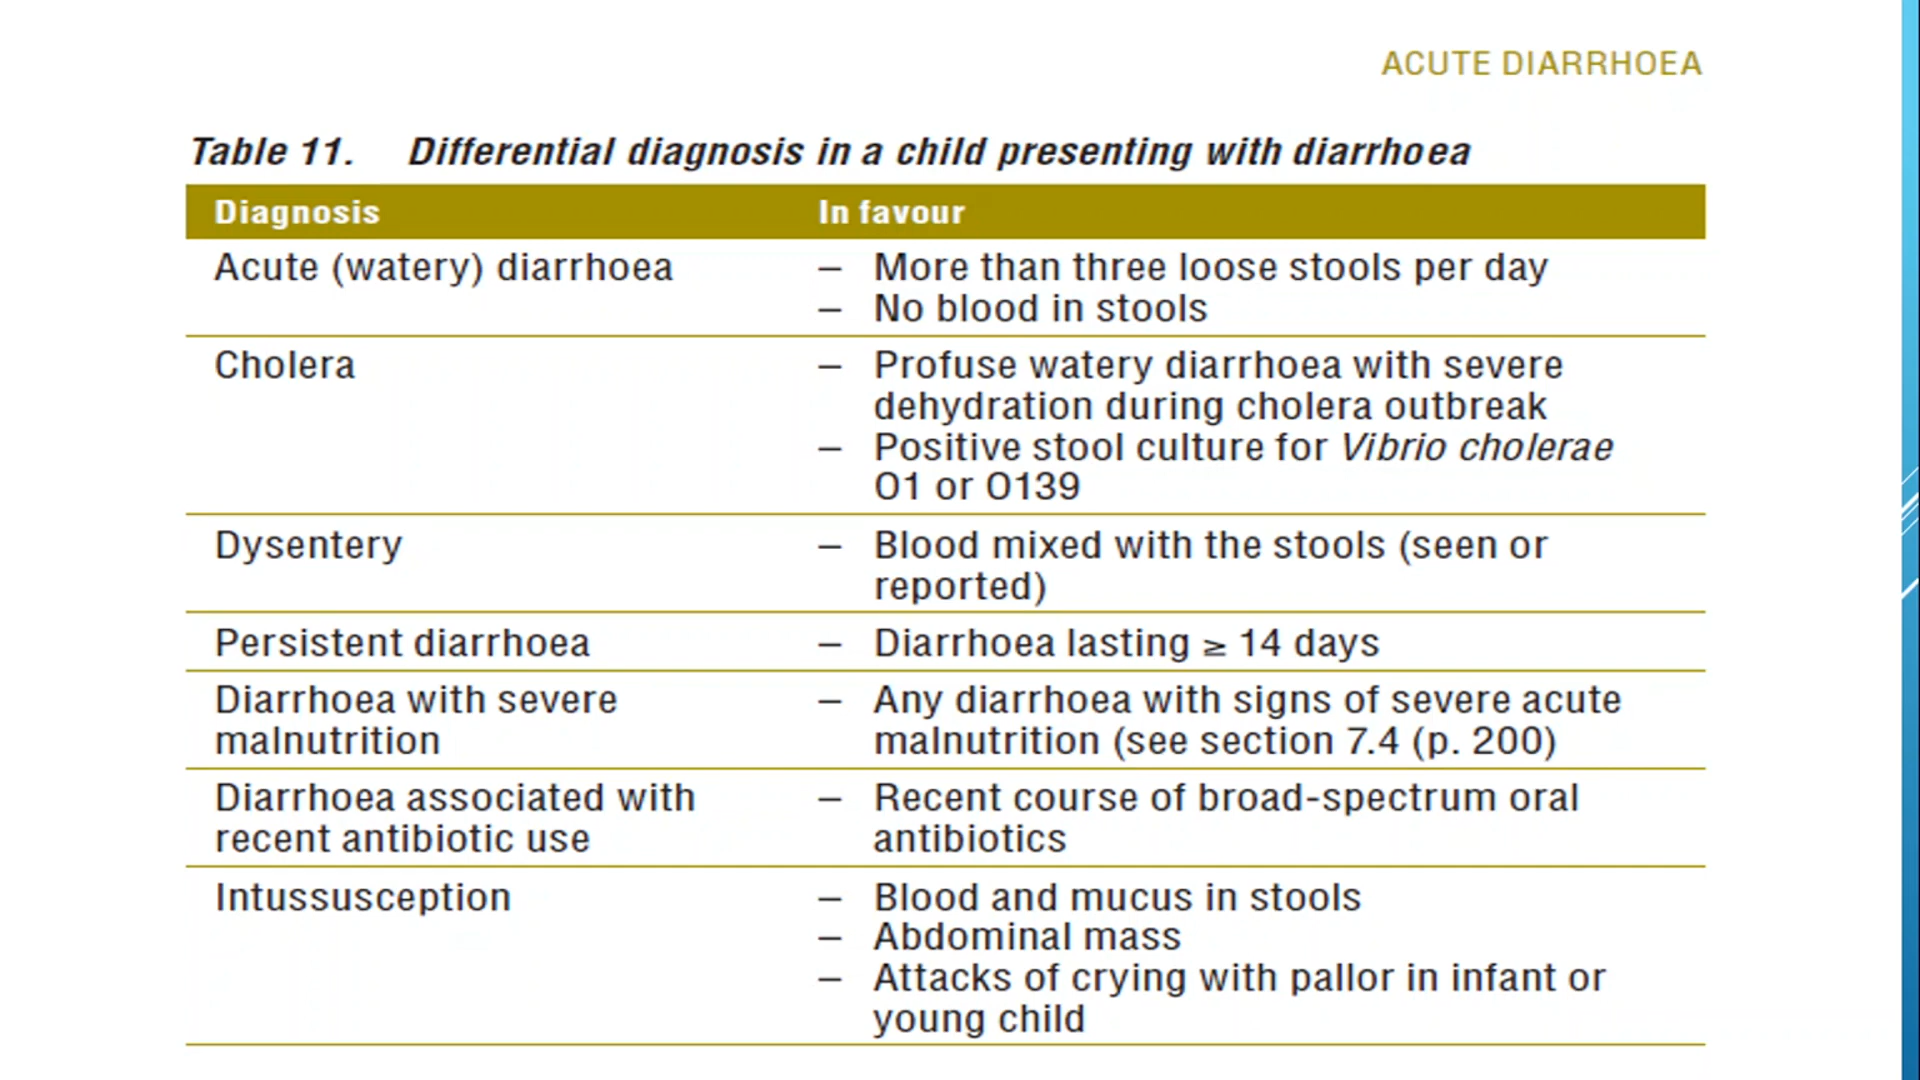 ACUTE DIARRHOEA
Table 11. Differential diagnosis in a child presenting with diarrhoea
Diagnosis In favour
Acute (watery) diarrhoea – More than three loose stools per day
– No blood in stools
Cholera – Profuse watery diarrhoea with severe
dehydration during cholera outbreak
– Positive stool culture for Vibrio cholerae
O1 or O139
Dysentery – Blood mixed with the stools (seen or
reported)
Persistent diarrhoea – Diarrhoea lasting ≥ 14 days
Diarrhoea with severe – Any diarrhoea with signs of severe acute
malnutrition malnutrition (see section 7.4 (p. 200)
Diarrhoea associated with – Recent course of broad-spectrum oral
recent antibiotic use antibiotics
Intussusception – Blood and mucus in stools
– Abdominal mass
– Attacks of crying with pallor in infant or
young child